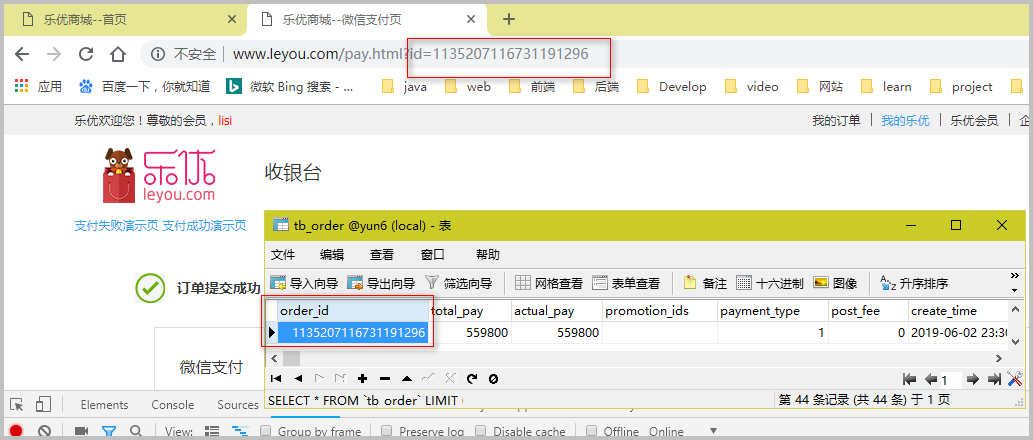 乐优商城--首页
乐优商城--微信支付页
不安全
www.leyou.com/pay.html?id=1135207116731191296
应用
百度一下，你就知道
微软 Bing 搜索 - ...
java
web
前端
后端
Develop
video
网站
learn
project
乐优欢迎您！尊敬的会员，lisi
我的订单
我的乐优
乐优会员
企
乐优
leyou.com
收银台
支付失败演示页 支付成功演示页
tb_order @yun6 (local) - 表
文件 编辑 查看 窗口 帮助
导入向导 导出向导 筛选向导 网格查看 表单查看 备注 十六进制 图像 升序排序
订单提交成功
order_id total_pay actual_pay promotion_ids payment_type post_fee create_time
1135207116731191296 559800 559800 1 0 2019-06-02 23:30
微信支付
1
SELECT * FROM `tb_order` LIMIT
第 44 条记录 (共 44 条) 于 1 页
Elements Console Sources
View: Group by frame Preserve log Disable cache Offline Online